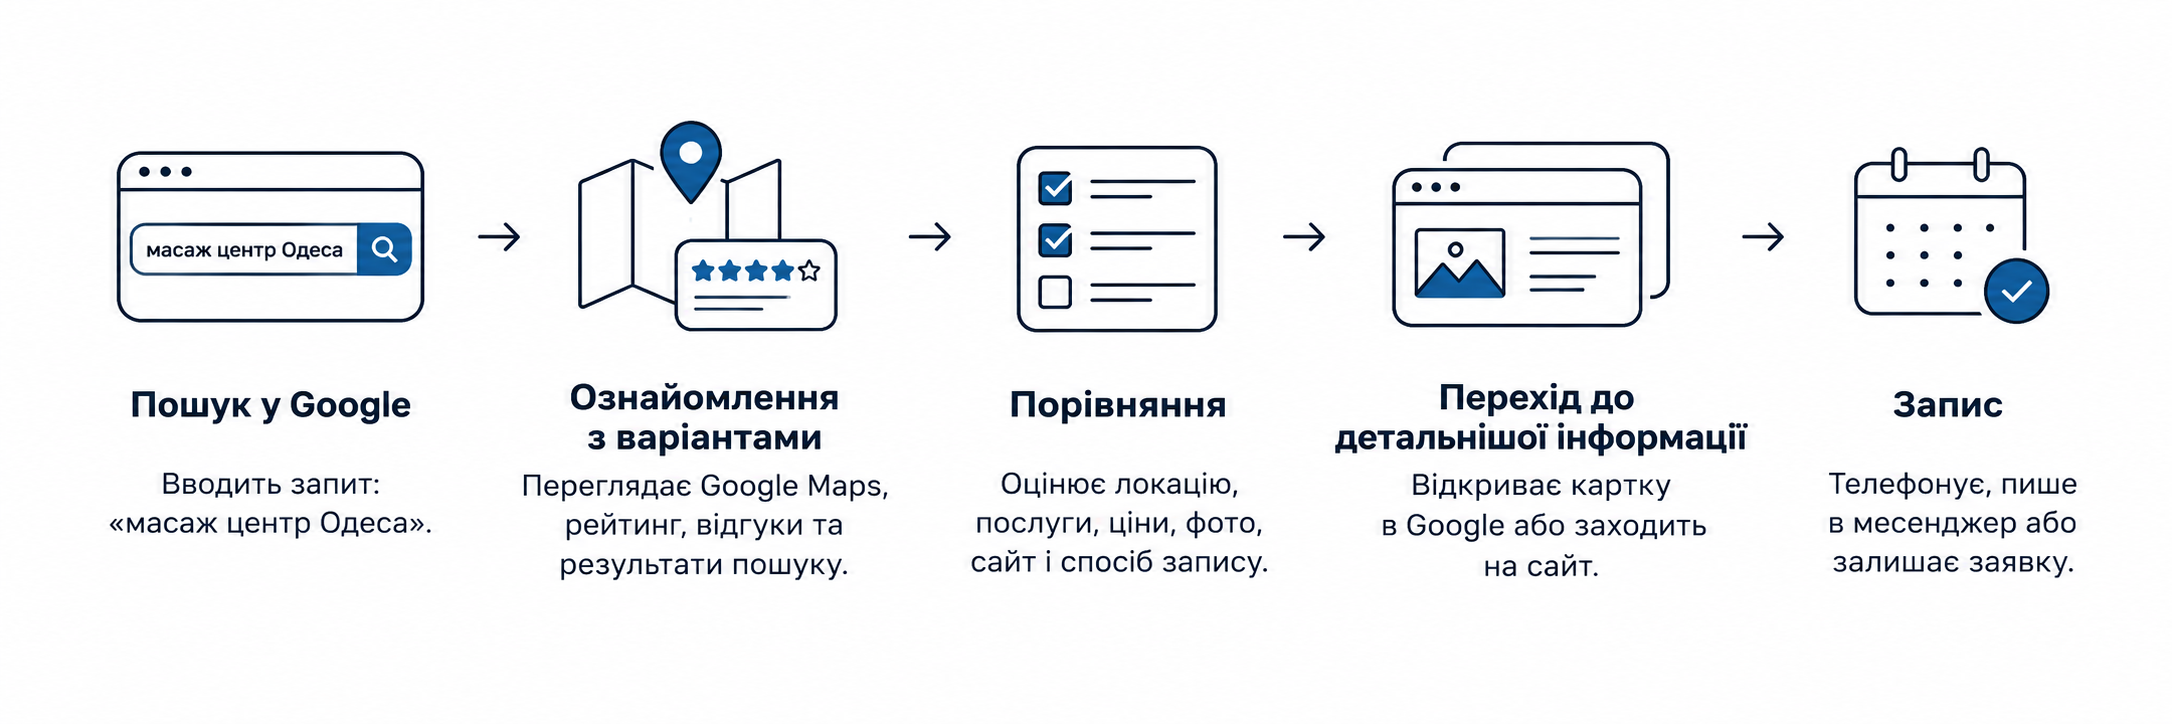 масаж центр Одеса
Пошук у Google
Вводить запит:
«масаж центр Одеса».
Ознайомлення
з варіантами
Переглядає Google Maps,
рейтинг, відгуки та
результати пошуку.
Порівняння
Оцінює локацію,
послуги, ціни, фото,
сайт і спосіб запису.
Перехід до
детальнішої інформації
Відкриває картку
в Google або заходить
на сайт.
Запис
Телефонує, пише
в месенджер або
залишає заявку.